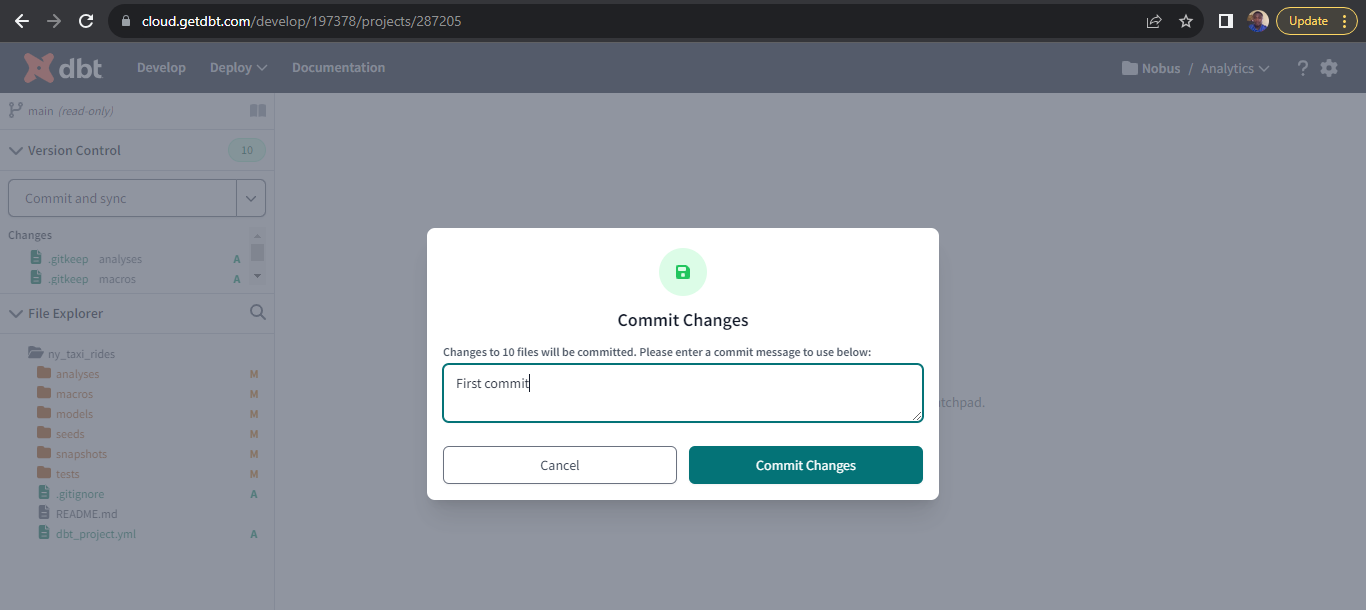 cloud.getdbt.com/develop/197378/projects/287205
Update
dbt Develop Deploy Documentation Nobus / Analytics ?
main (read-only)
Version Control 10
Commit and sync
Changes
.gitkeep analyses A
.gitkeep macros A
File Explorer
ny_taxi_rides
analyses M
macros M
models M
seeds M
snapshots M
tests M
.gitignore A
README.md
dbt_project.yml A
Commit Changes
Changes to 10 files will be committed. Please enter a commit message to use below:
First commit
Cancel Commit Changes
tchpad.